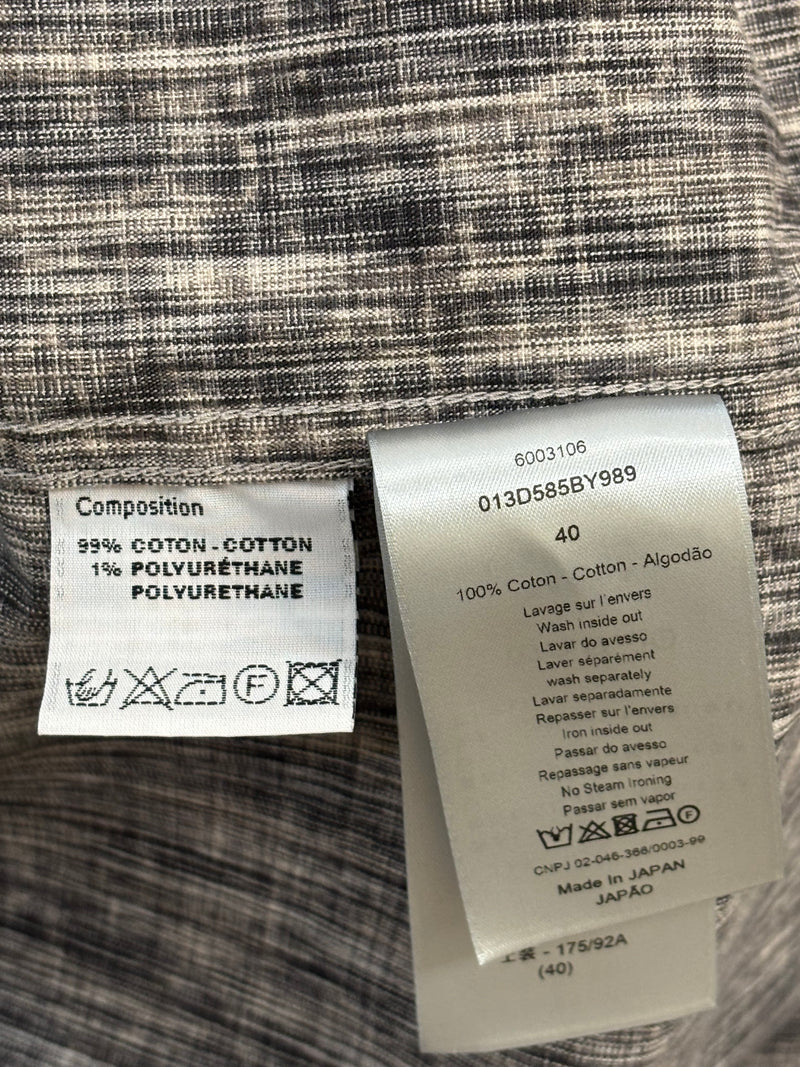 Composition
99% COTON - COTTON
1% POLYURÉTHANE
POLYURETHANE
F
6003106
013D585BY989
40
100% Coton - Cotton - Algodão
Lavage sur l'envers
Wash inside out
Lavar do avesso
Laver séparément
wash separately
Lavar separadamente
Repasser sur l'envers
Iron inside out
Passar do avesso
Repassage sans vapeur
No Steam Ironing
Passar sem vapor
F
CNPJ 02-046-366/0003-99
Made In JAPAN
JAPÃO
装 - 175/92A
(40)